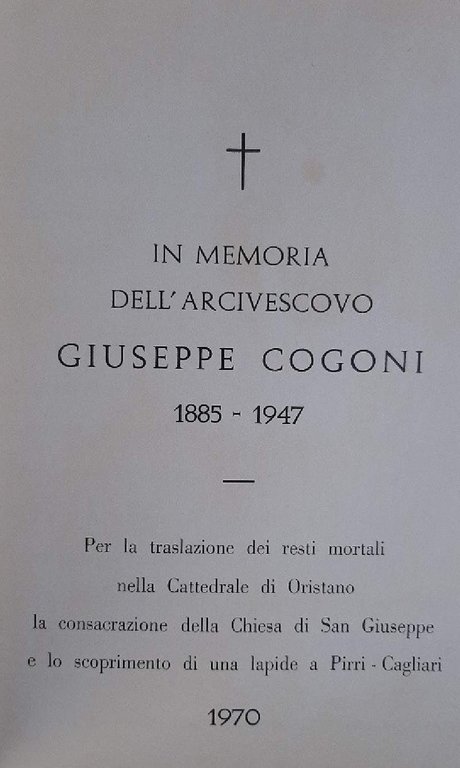 IN MEMORIA
DELL'ARCIVESCOVO
GIUSEPPE COGONI
1885 - 1947
Per la traslazione dei resti mortali
nella Cattedrale di Oristano
la consacrazione della Chiesa di San Giuseppe
e lo scoprimento di una lapide a Pirri - Cagliari
1970